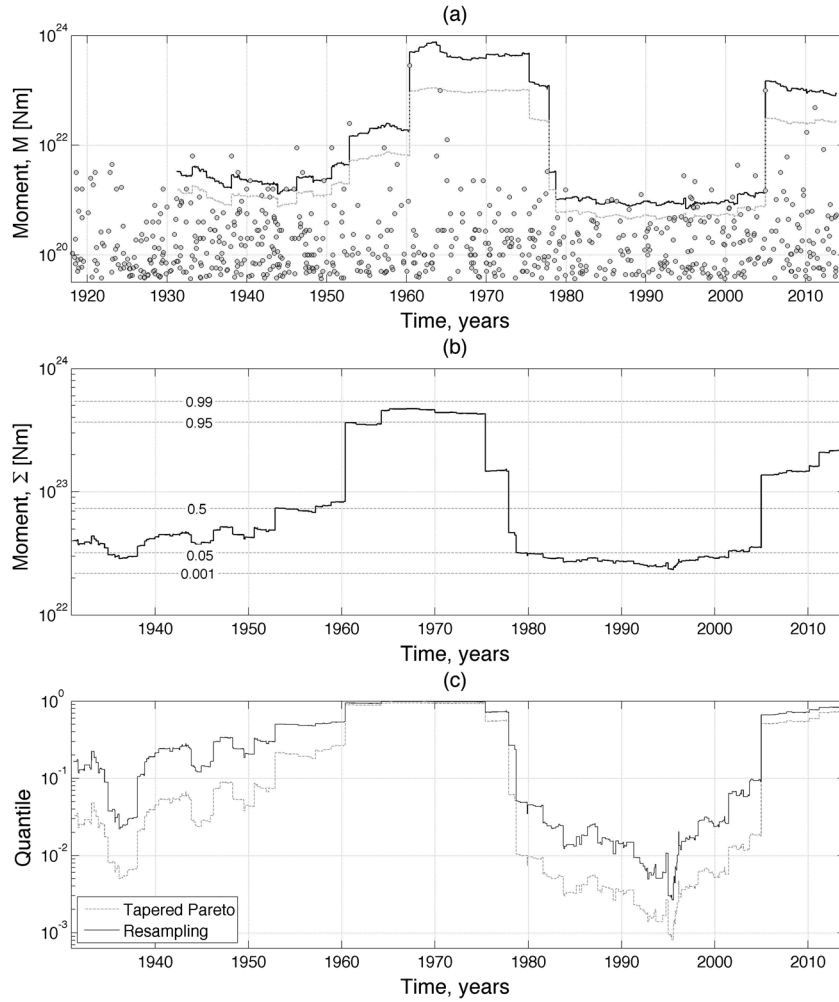 (a)
10^24
10^22
10^20
Moment, M [Nm]
1920 1930 1940 1950 1960 1970 1980 1990 2000 2010
Time, years
(b)
10^24
10^23
10^22
Moment, Σ [Nm]
0.99
0.95
0.5
0.05
0.001
1940 1950 1960 1970 1980 1990 2000 2010
Time, years
(c)
10^0
10^-1
10^-2
10^-3
Quantile
Tapered Pareto
Resampling
1940 1950 1960 1970 1980 1990 2000 2010
Time, years